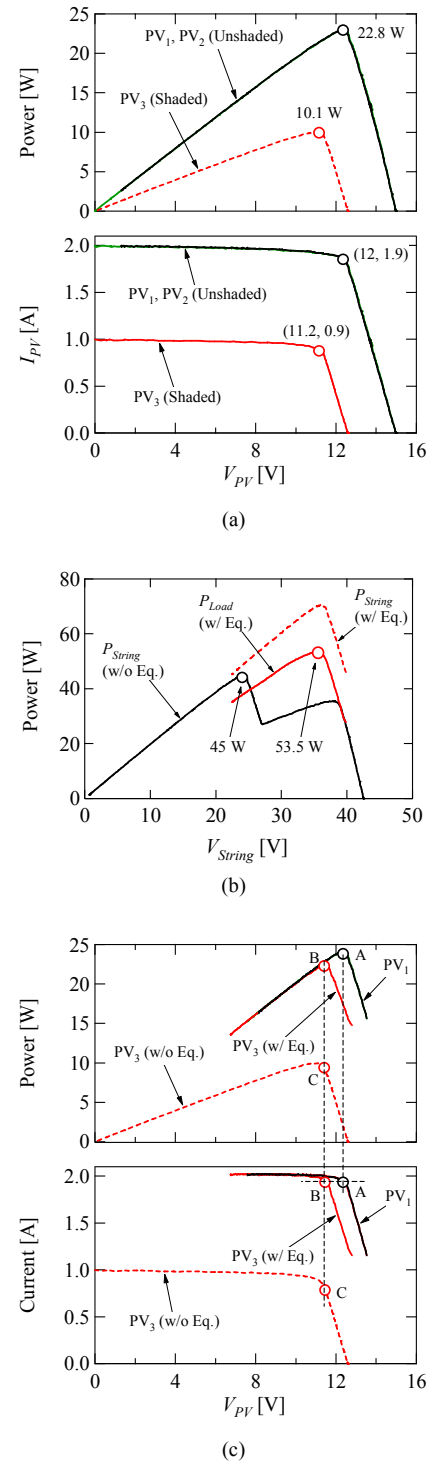 25
20
15
10
5
0
Power [W]
PV1, PV2 (Unshaded)
22.8 W
PV3 (Shaded)
10.1 W
2.0
1.5
1.0
0.5
0.0
IPV [A]
PV1, PV2 (Unshaded)
(12, 1.9)
(11.2, 0.9)
PV3 (Shaded)
0 4 8 12 16
VPV [V]
(a)
80
60
40
20
0
Power [W]
PString
(w/o Eq.)
PLoad
(w/ Eq.)
PString
(w/ Eq.)
45 W
53.5 W
0 10 20 30 40 50
VString [V]
(b)
25
20
15
10
5
0
Power [W]
B
A
PV1
PV3 (w/ Eq.)
PV3 (w/o Eq.)
C
2.0
1.5
1.0
0.5
0.0
Current [A]
B
A
PV1
PV3 (w/ Eq.)
C
PV3 (w/o Eq.)
0 4 8 12 16
VPV [V]
(c)